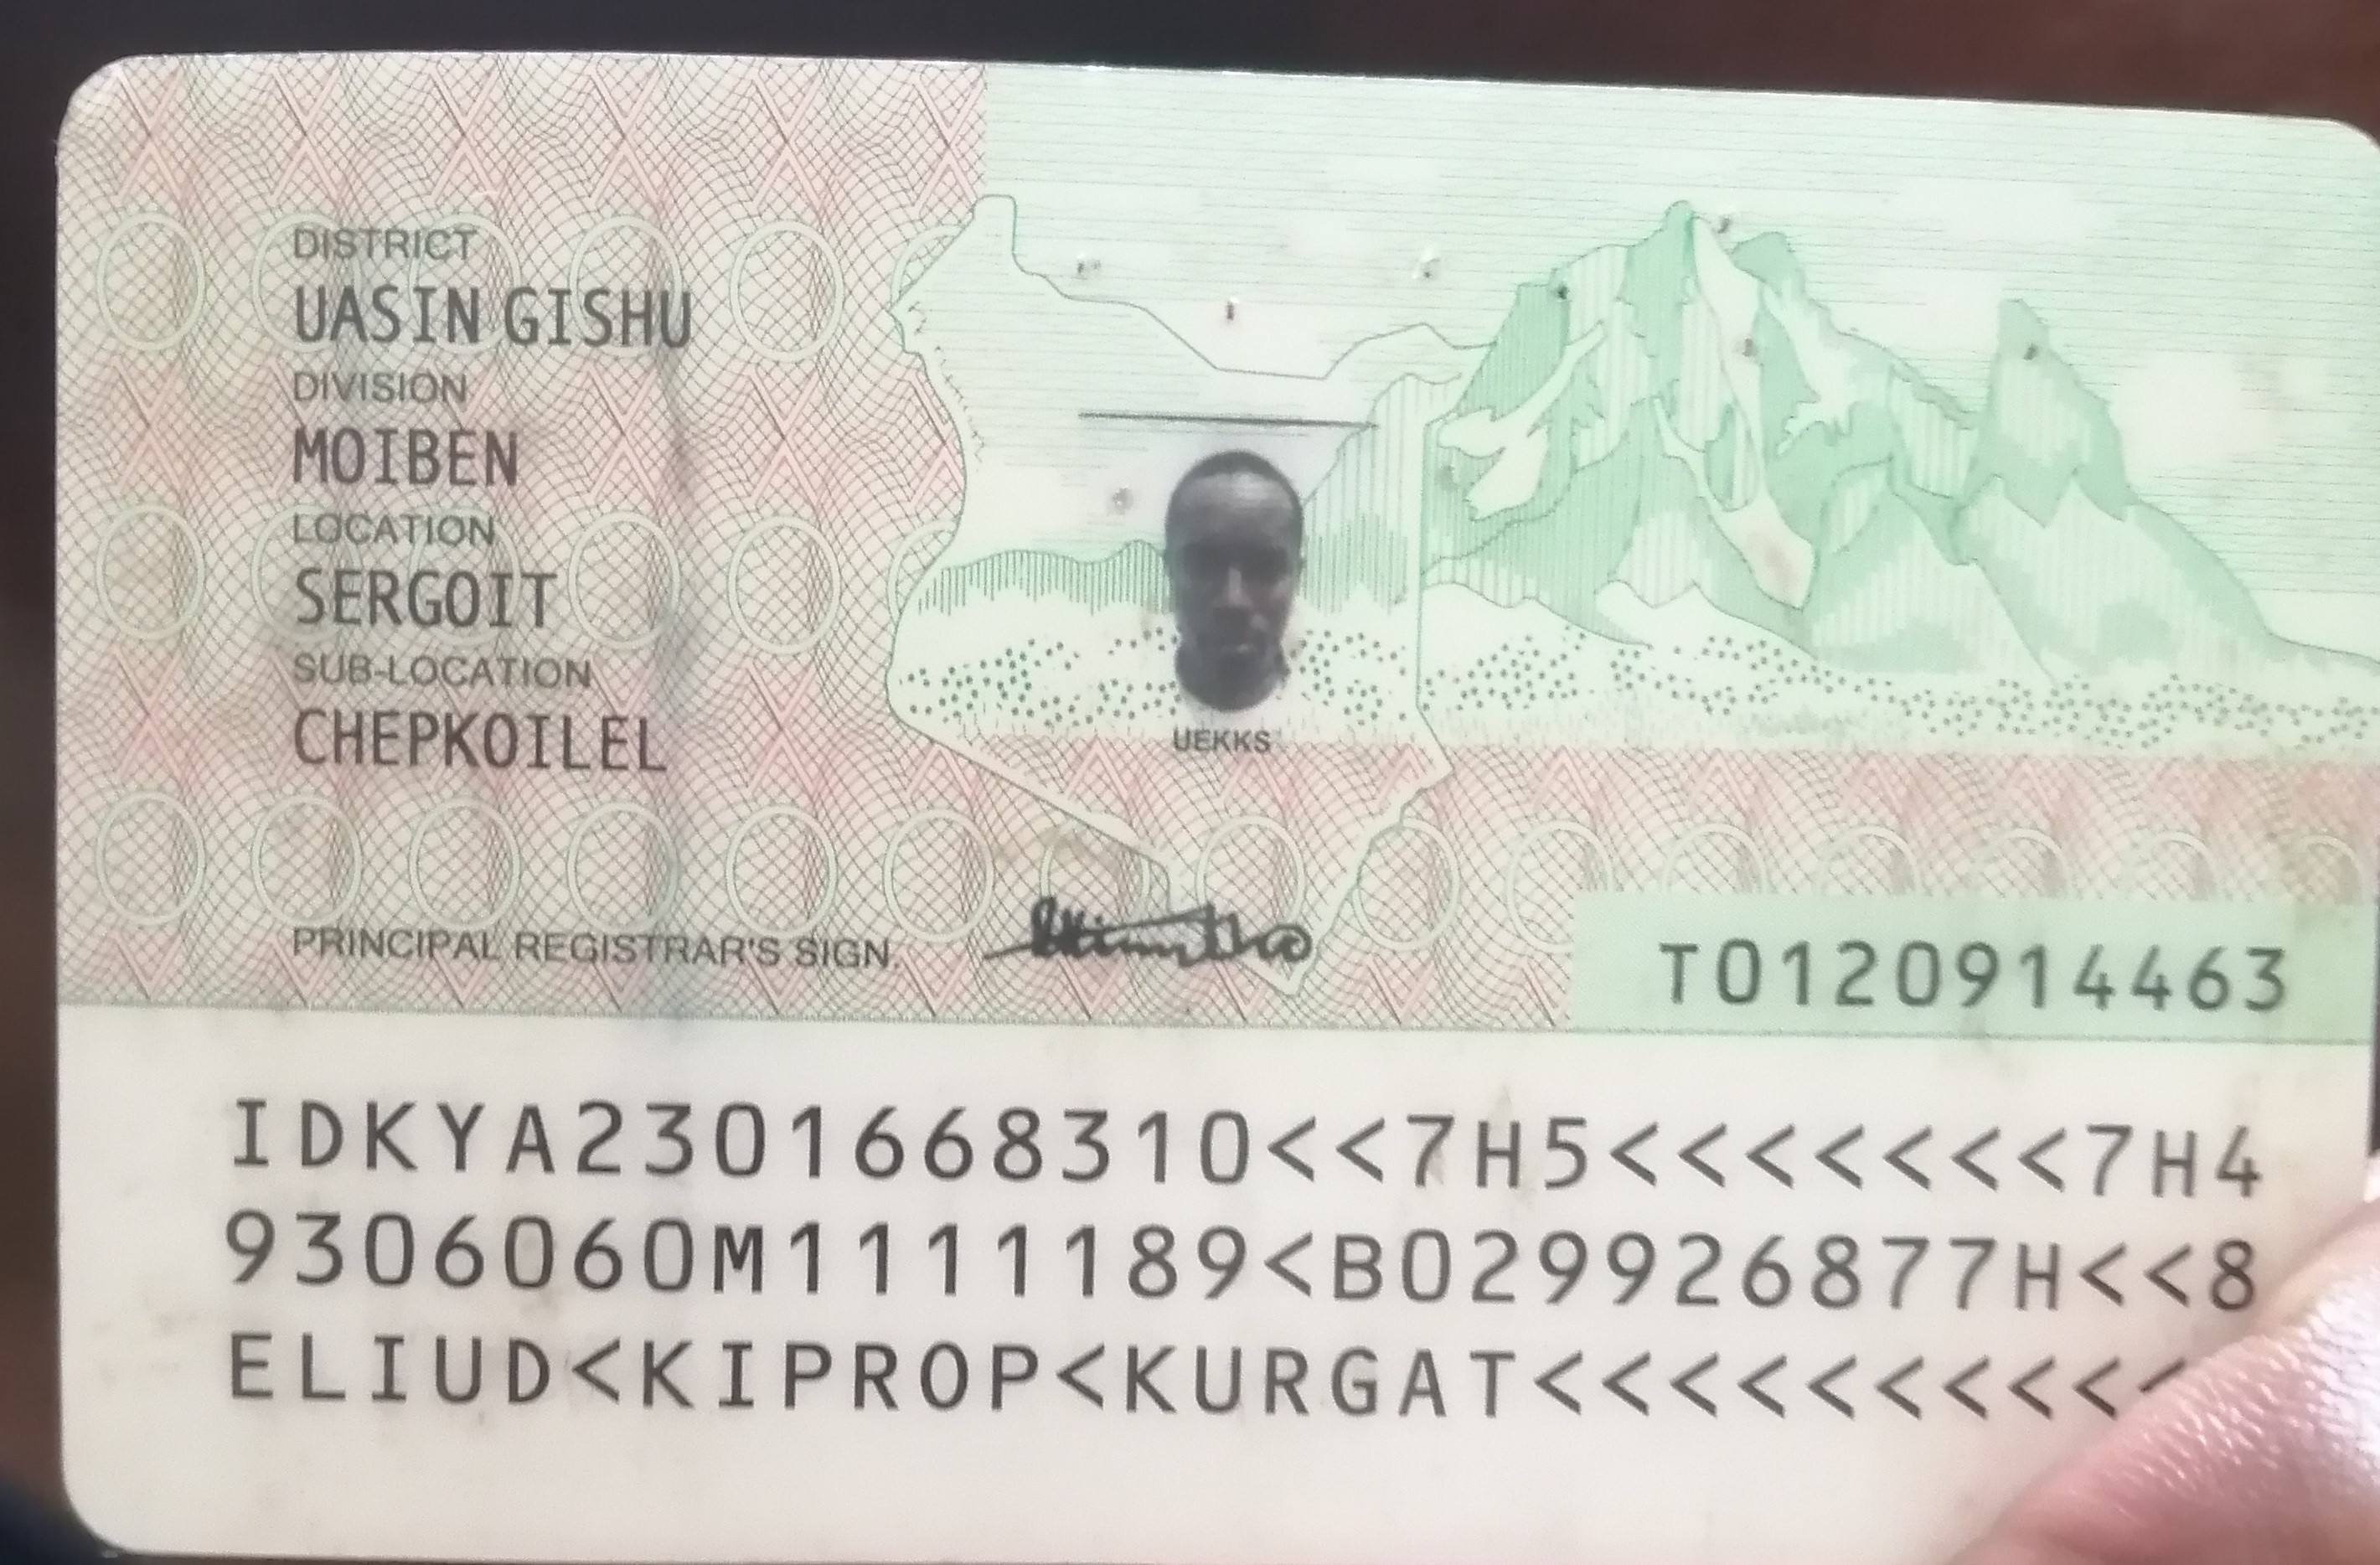 DISTRICT
UASIN GISHU
DIVISION
MOIBEN
LOCATION
SERGOIT
SUB-LOCATION
CHEPKOILEL
UEKKS
PRINCIPAL REGISTRAR'S SIGN.
T0120914463
IDKYA2301668310<<7H5<<<<<<<7H4
9306060M1111189<B029926877H<<8
ELIUD<KIPROP<KURGAT<<<<<<<<<